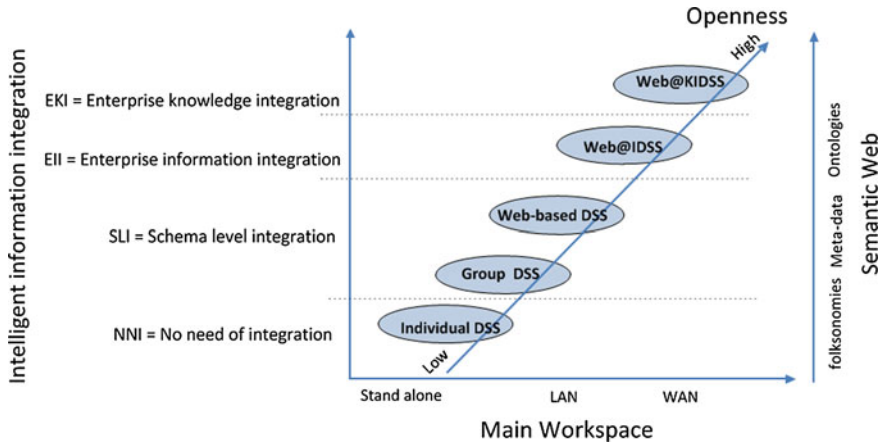 Openness
High
Web@KIDSS
EKI = Enterprise knowledge integration
Web@IDSS
EII = Enterprise information integration
Web-based DSS
SLI = Schema level integration
Group DSS
NNI = No need of integration
Individual DSS
Low
Stand alone
LAN
WAN
Main Workspace
Intelligent information integration
folksonomies
Meta-data
Ontologies
Semantic Web